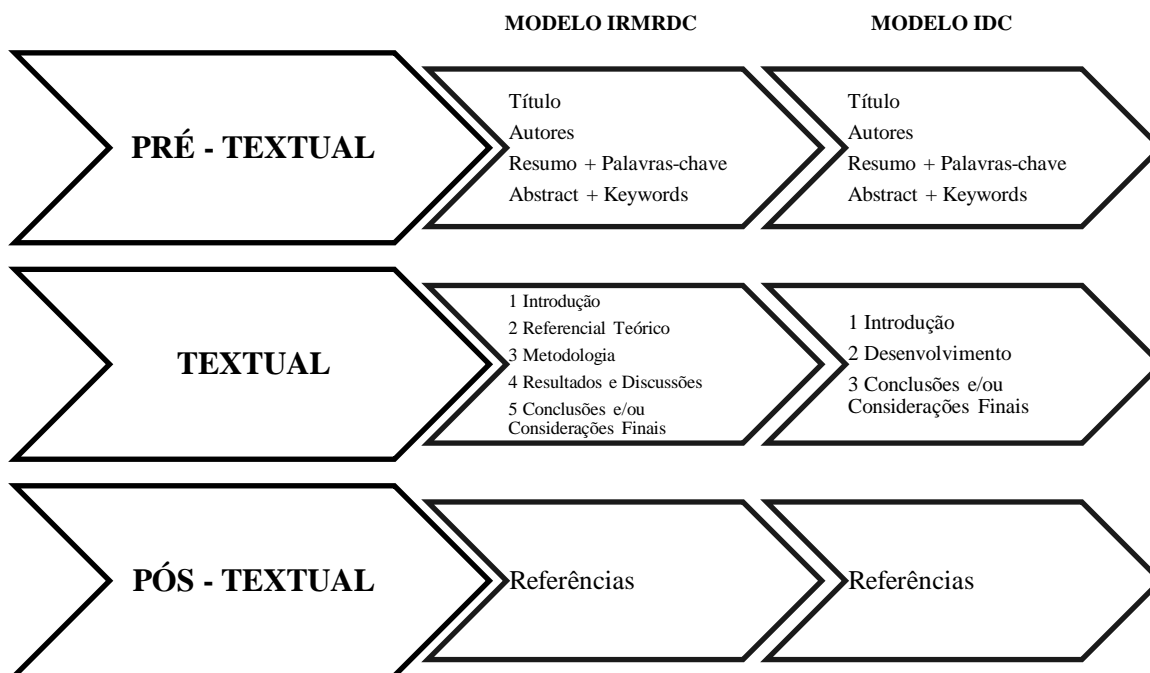 MODELO IRMRDC
MODELO IDC
PRÉ - TEXTUAL
Título
Autores
Resumo + Palavras-chave
Abstract + Keywords
Título
Autores
Resumo + Palavras-chave
Abstract + Keywords
TEXTUAL
1 Introdução
2 Referencial Teórico
3 Metodologia
4 Resultados e Discussões
5 Conclusões e/ou
Considerações Finais
1 Introdução
2 Desenvolvimento
3 Conclusões e/ou
Considerações Finais
PÓS - TEXTUAL
Referências
Referências